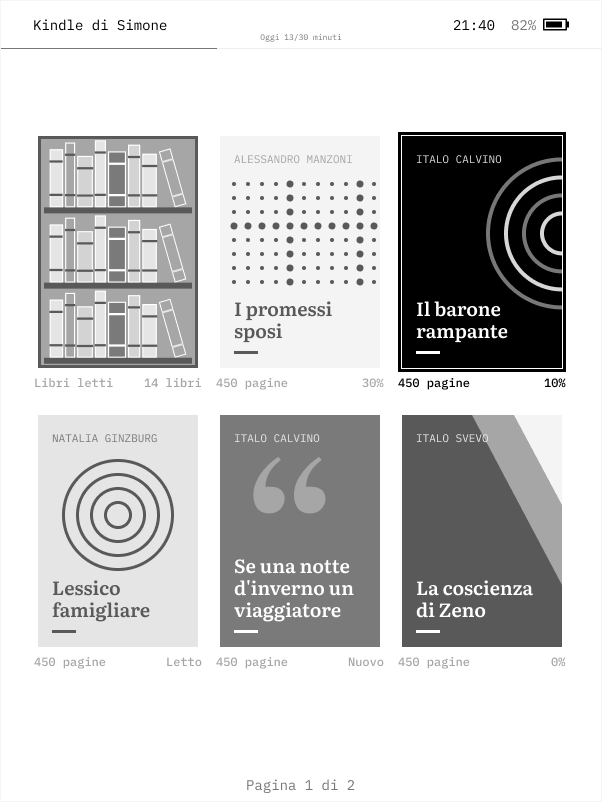 Kindle di Simone
Oggi 13/30 minuti
21:40 82%
ALESSANDRO MANZONI
I promessi
sposi
ITALO CALVINO
Il barone
rampante
Libri letti 14 libri
450 pagine 30%
450 pagine 10%
NATALIA GINZBURG
Lessico
famigliare
ITALO CALVINO
“
Se una notte
d'inverno un
viaggiatore
ITALO SVEVO
La coscienza
di Zeno
450 pagine Letto
450 pagine Nuovo
450 pagine 0%
Pagina 1 di 2